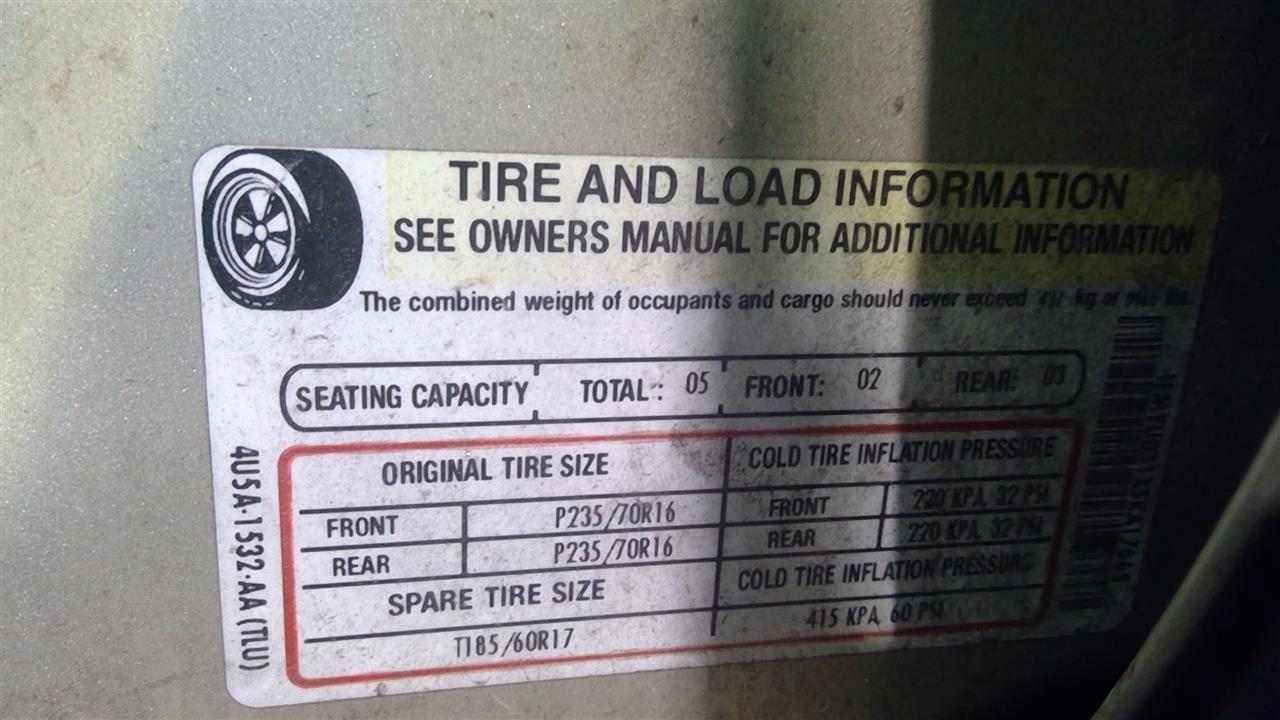 TIRE AND LOAD INFORMATION
SEE OWNERS MANUAL FOR ADDITIONAL INFORMATION
The combined weight of occupants and cargo should never exceed kg or lbs.
SEATING CAPACITY TOTAL: 05 FRONT: 02 REAR: 03
ORIGINAL TIRE SIZE COLD TIRE INFLATION PRESSURE
FRONT P235/70R16 FRONT 220 KPA, 32 PSI
REAR P235/70R16 REAR 220 KPA, 32 PSI
SPARE TIRE SIZE COLD TIRE INFLATION PRESSURE
T185/60R17 415 KPA, 60 PSI
4U5A-1532-AA (TLU)